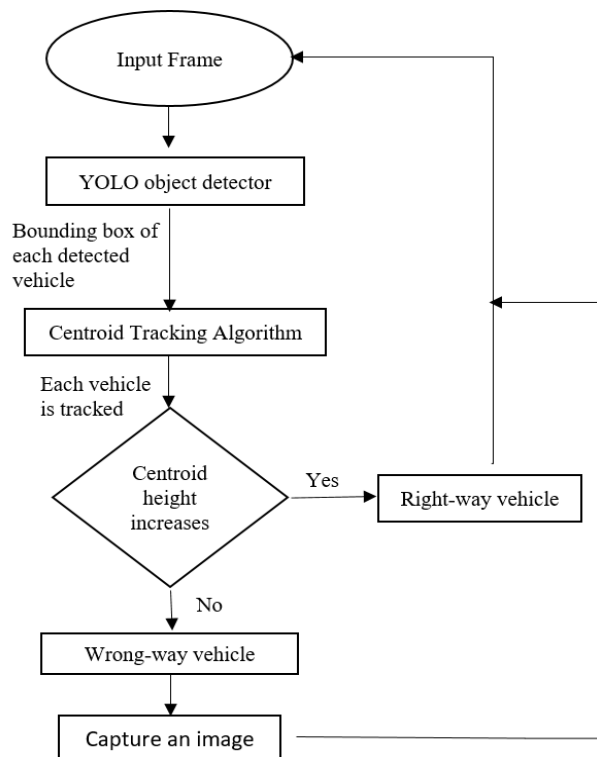 Input Frame
YOLO object detector
Bounding box of
each detected
vehicle
Centroid Tracking Algorithm
Each vehicle
is tracked
Centroid
height
increases
Yes
Right-way vehicle
No
Wrong-way vehicle
Capture an image